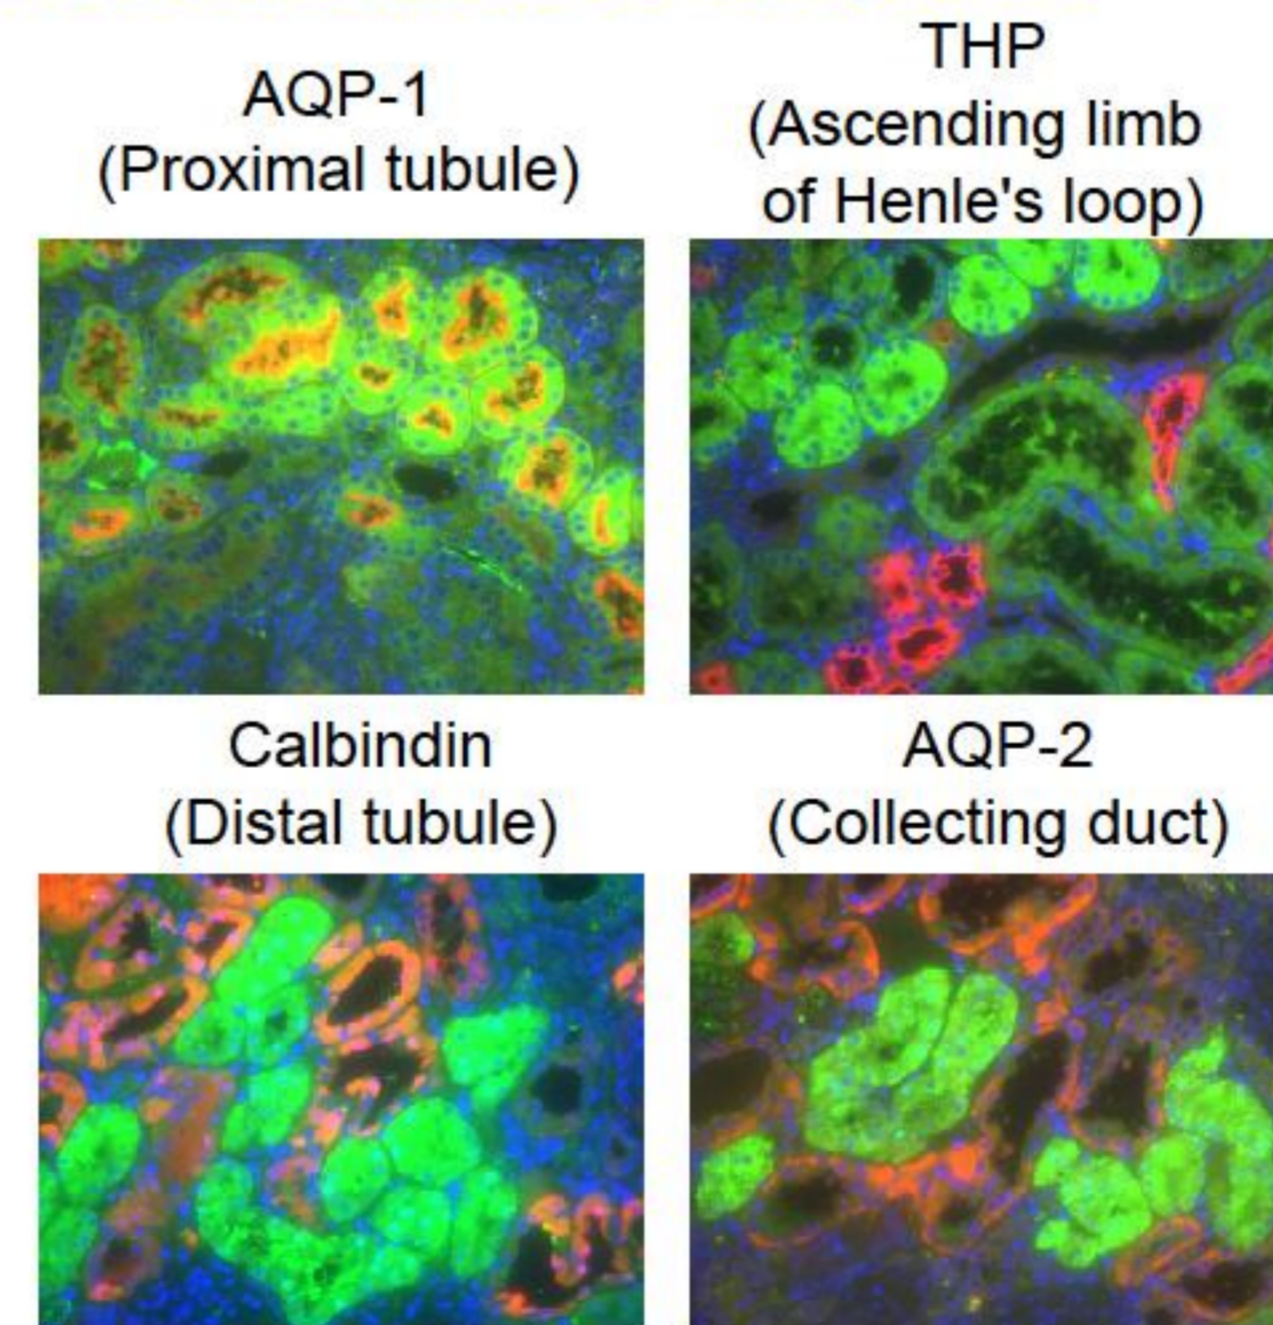 AQP-1
(Proximal tubule)
THP
(Ascending limb
of Henle's loop)
Calbindin
(Distal tubule)
AQP-2
(Collecting duct)